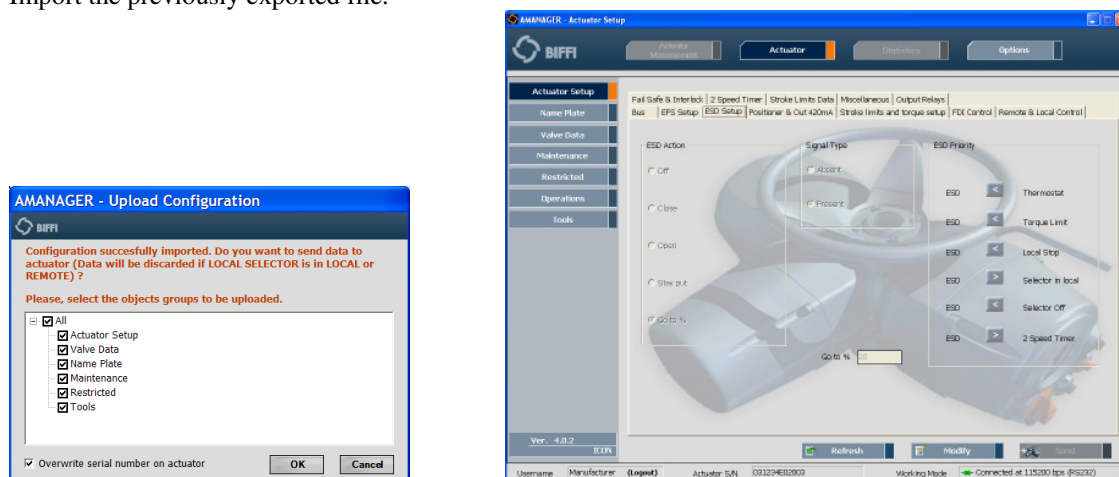 Import the previously exported file.
AMANAGER - Upload Configuration
BIFFI
Configuration succesfully imported. Do you want to send data to
actuator (Data will be discarded if LOCAL SELECTOR is in LOCAL or
REMOTE) ?
Please, select the objects groups to be uploaded.
All
Actuator Setup
Valve Data
Name Plate
Maintenance
Restricted
Tools
Overwrite serial number on actuator
OK
Cancel
AMANAGER - Actuator Setup
BIFFI
Actuator
Management
Actuator
Statistics
Options
Actuator Setup
Name Plate
Valve Data
Maintenance
Restricted
Operations
Tools
Fail Safe & Interlock
2 Speed Timer
Stroke Limits Data
Miscellaneous
Output Relays
Bus
EPS Setup
ESD Setup
Positioner & Out 420mA
Stroke limits and torque setup
FDI Control
Remote & Local Control
ESD Action
Off
Close
Open
Stay put
Go to %
Signal Type
Absent
Present
ESD Priority
ESD < Thermostat
ESD < Torque Limit
ESD < Local Stop
ESD > Selector in local
ESD < Selector Off
ESD > 2 Speed Timer
Go to %
Ver. 4.0.2
ICON
Refresh
Modify
Send
Username
Manufacturer
(Logout)
Actuator S/N
031234E02003
Working Mode
Connected at 115200 bps (RS232)